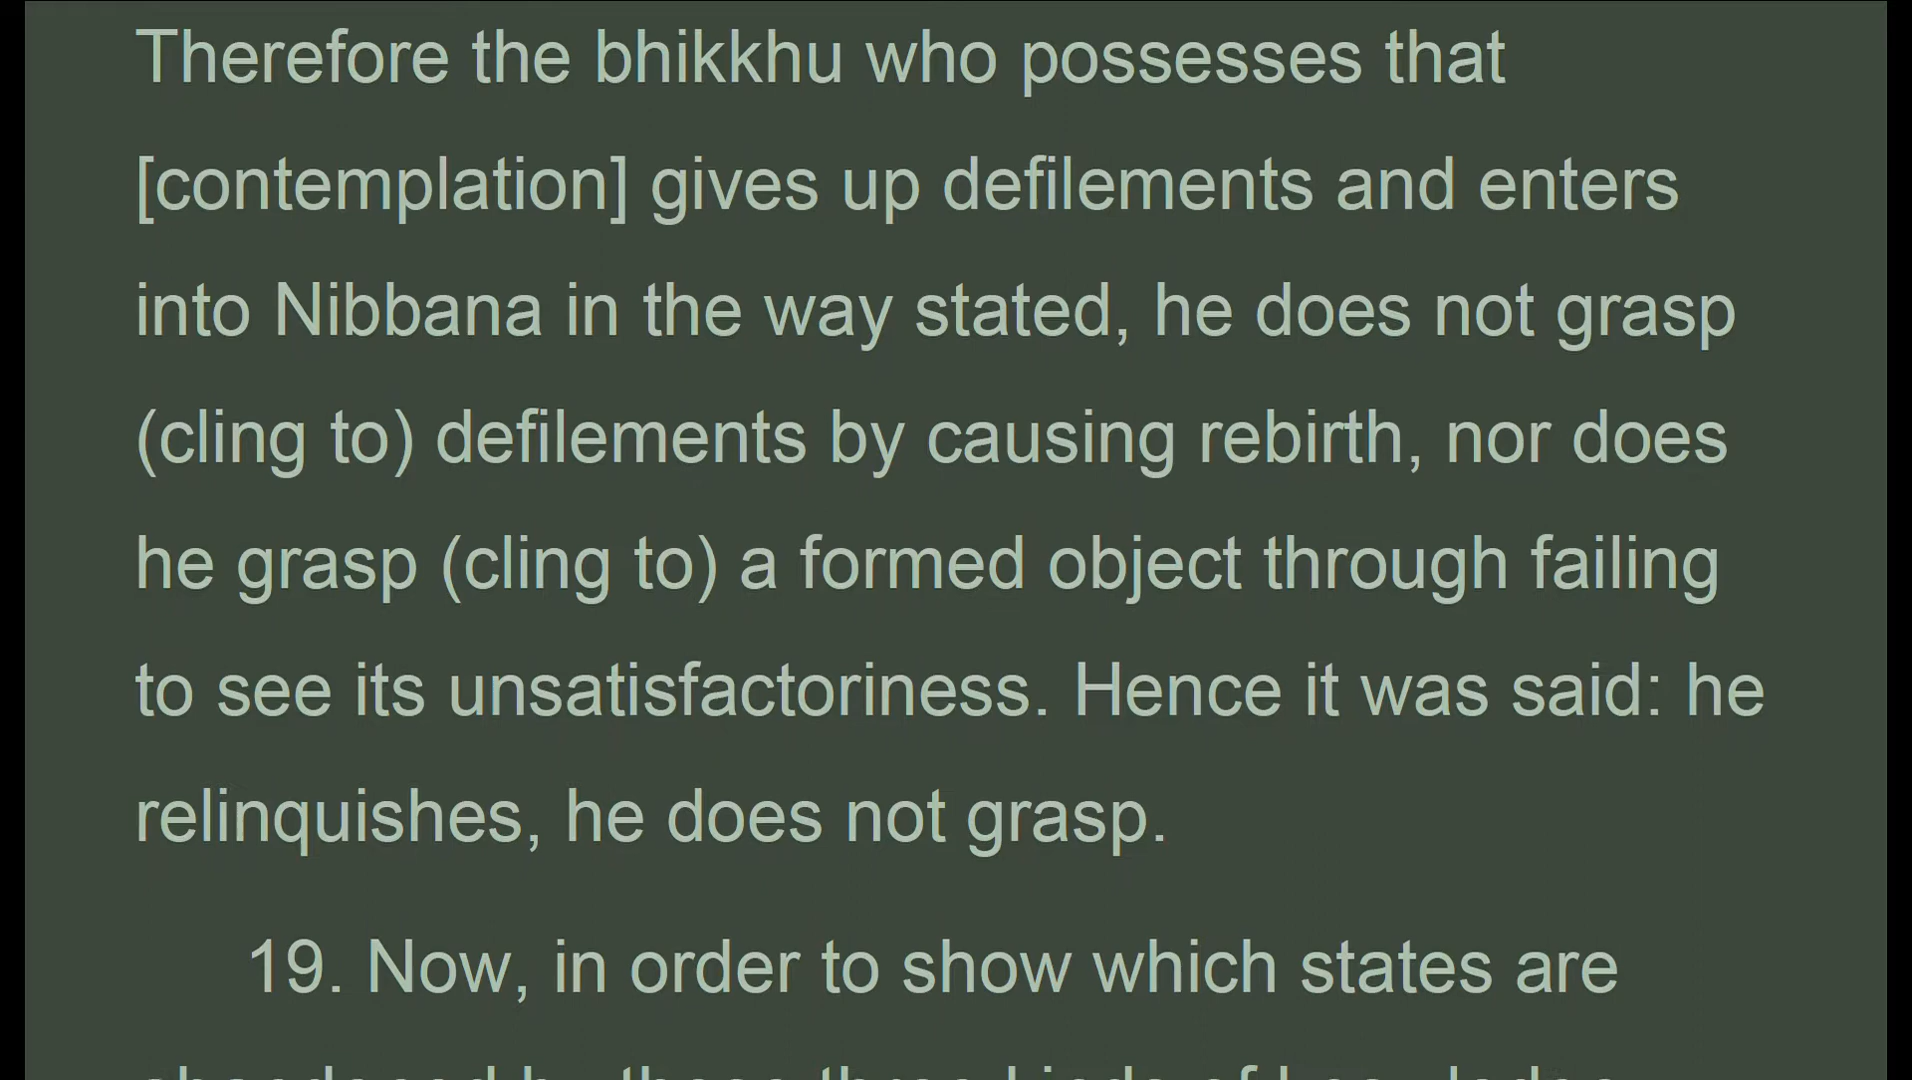 Therefore the bhikkhu who possesses that
[contemplation] gives up defilements and enters
into Nibbana in the way stated, he does not grasp
(cling to) defilements by causing rebirth, nor does
he grasp (cling to) a formed object through failing
to see its unsatisfactoriness. Hence it was said: he
relinquishes, he does not grasp.
19. Now, in order to show which states are